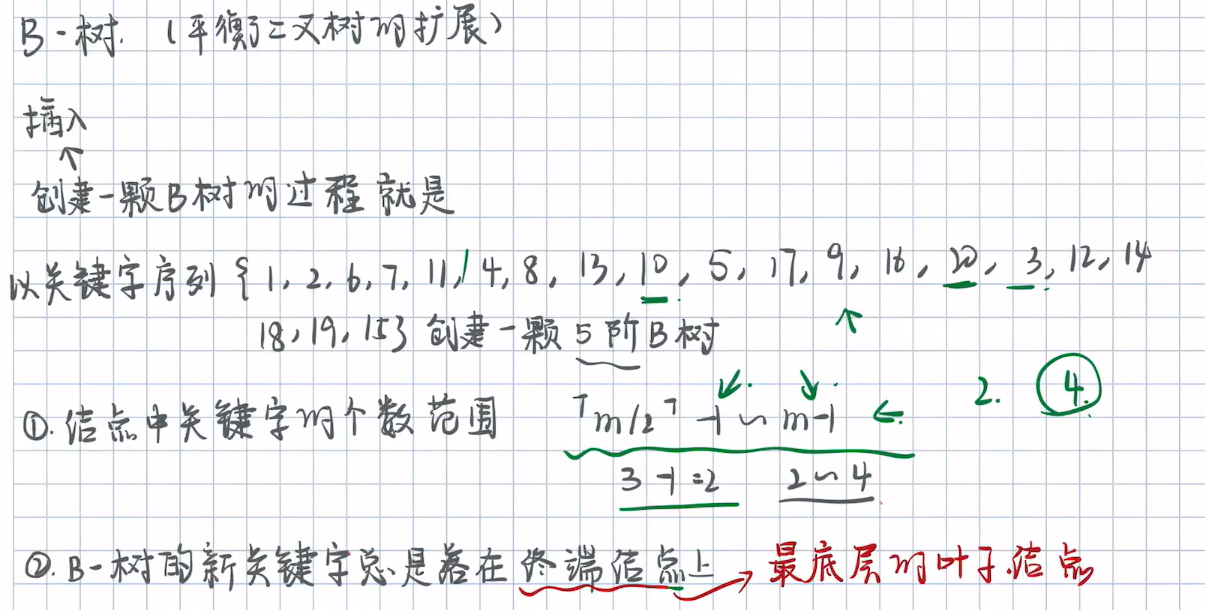 B-树. (平衡二叉树的扩展)
插入
↑
创建一颗B树的过程就是
以关键字序列{1, 2, 6, 7, 11, 4, 8, 13, 10, 5, 17, 9, 16, 20, 3, 12, 14
18, 19, 15} 创建一颗5阶B树
①.结点中关键字的个数范围 ⌈m/2⌉-1~m-1 ← 2. 4
3-1=2 2~4
②.B-树的新关键字总是落在终端结点上→最底层的叶子结点